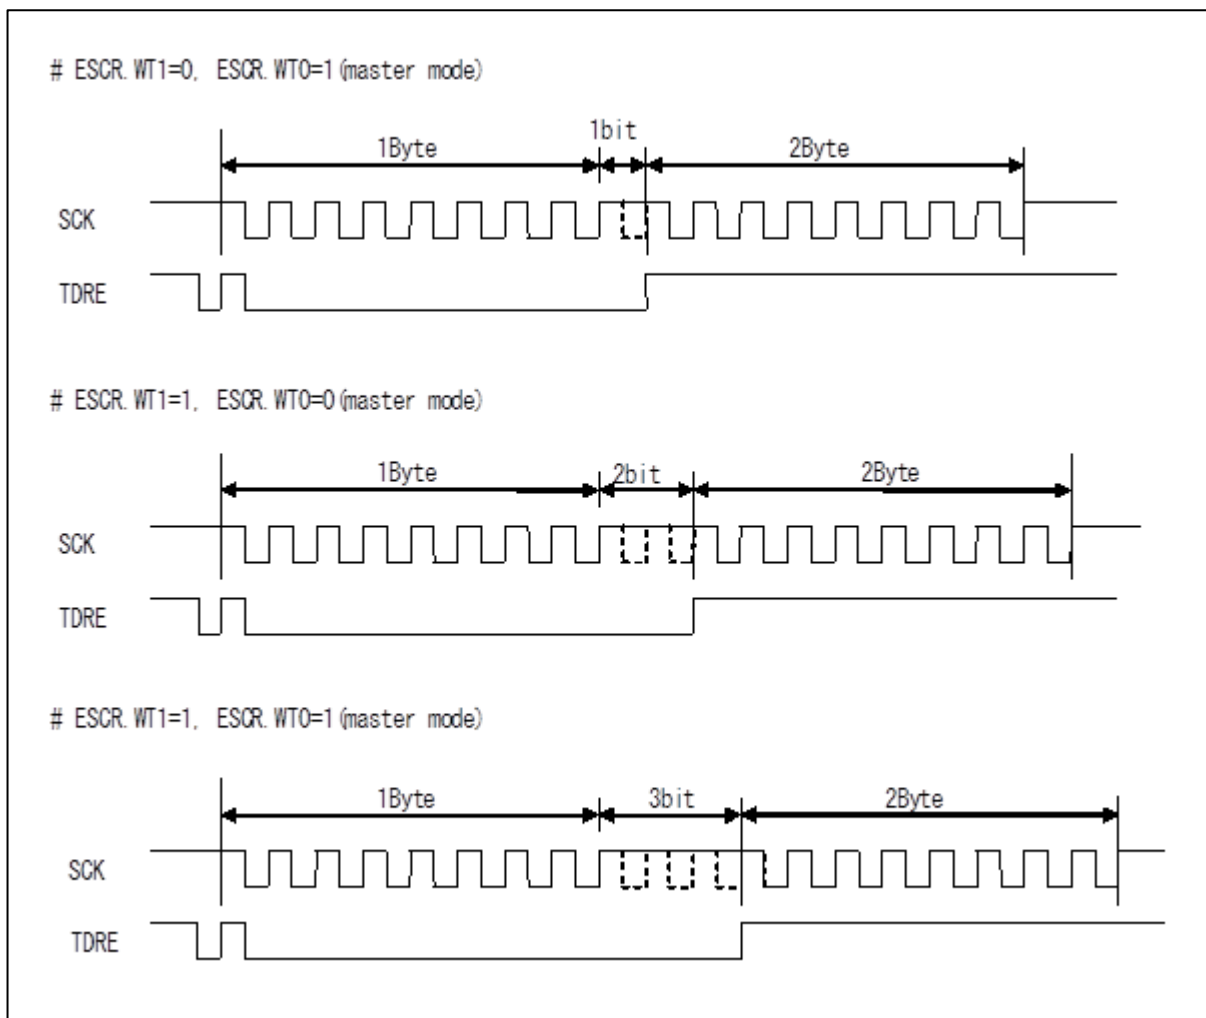 # ESCR.WT1=0, ESCR.WT0=1(master mode)
1Byte 1bit 2Byte
SCK
TDRE
# ESCR.WT1=1, ESCR.WT0=0(master mode)
1Byte 2bit 2Byte
SCK
TDRE
# ESCR.WT1=1, ESCR.WT0=1(master mode)
1Byte 3bit 2Byte
SCK
TDRE